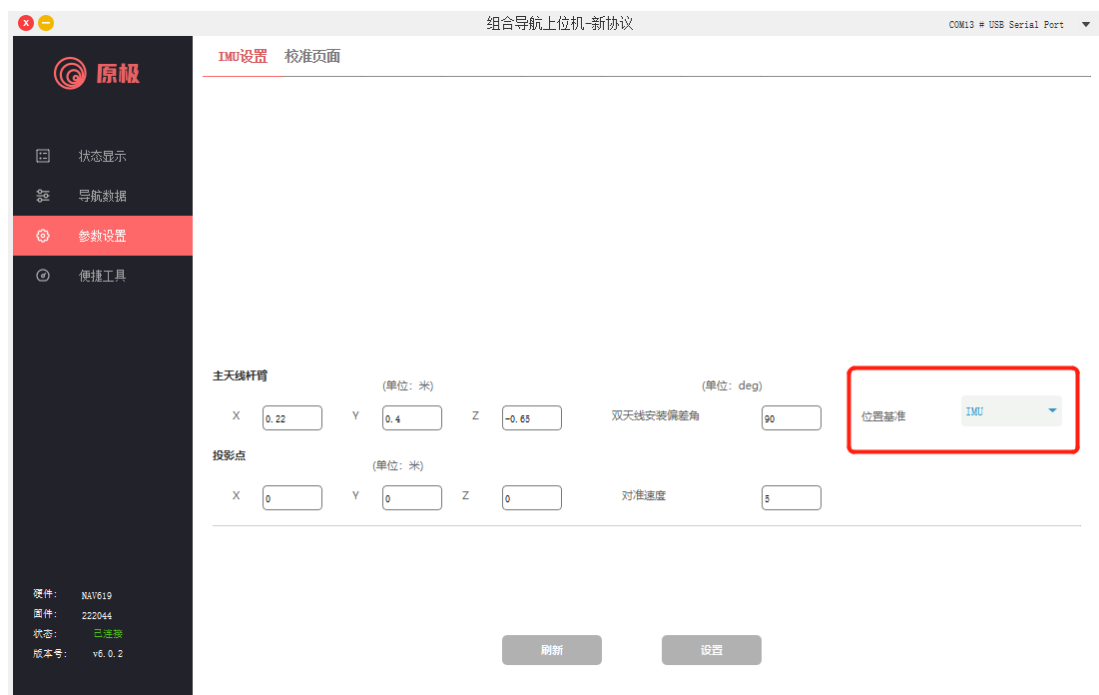 组合导航上位机-新协议
COM13 # USB Serial Port
原极
IMU设置 校准页面
状态显示
导航数据
参数设置
便捷工具
主天线杆臂
(单位: 米) (单位: deg)
X 0.22 Y 0.4 Z -0.65 双天线安装偏差角 90 位置基准 IMU
投影点
(单位: 米)
X 0 Y 0 Z 0 对准速度 5
硬件: NAV619
固件: 222044
状态: 已连接
版本号: v6.0.2
刷新 设置